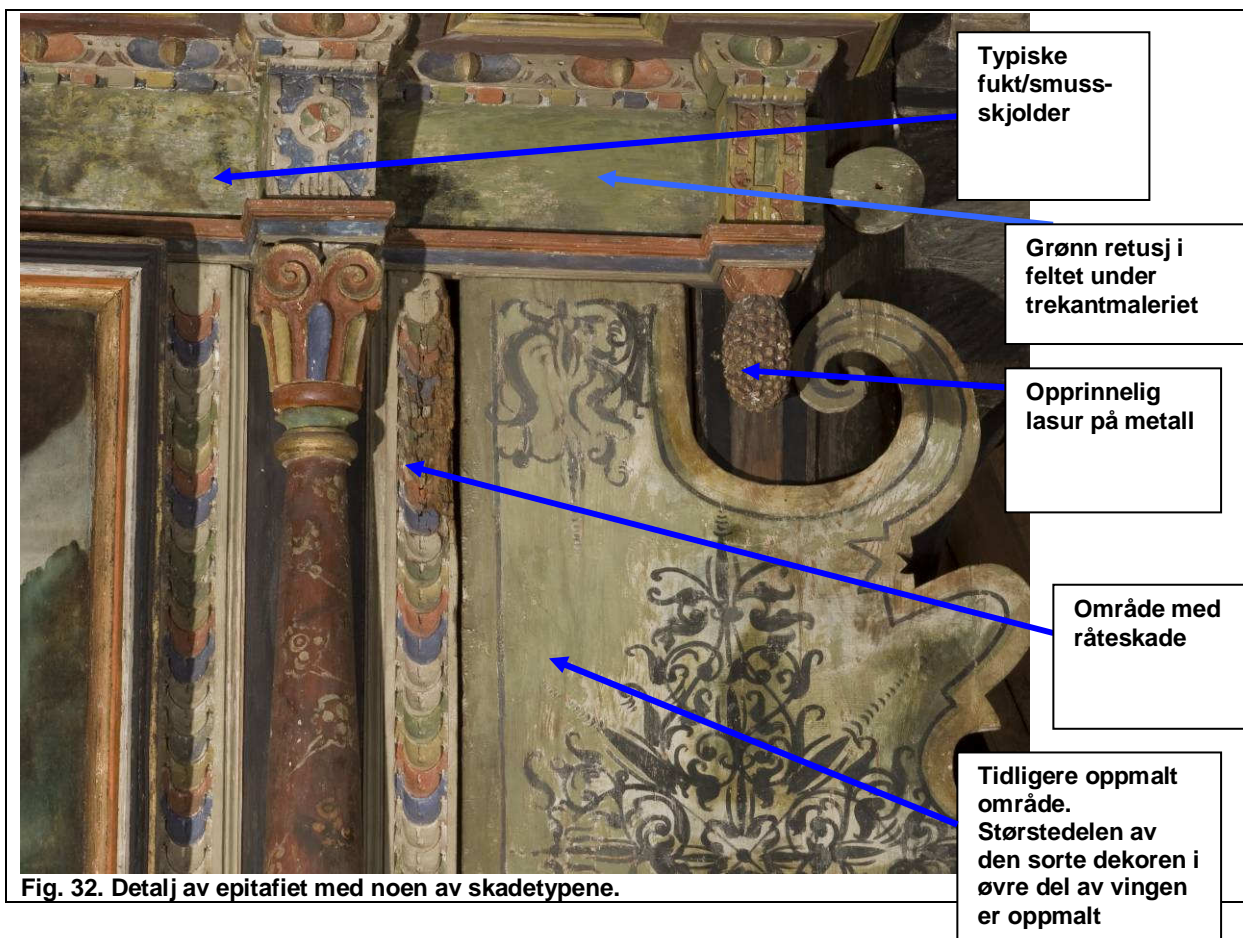 Typiske
fukt/smuss-
skjolder
Grønn retusj i
feltet under
trekantmaleriet
Opprinnelig
lasur på metall
Område med
råteskade
Tidligere oppmalt
område.
Størstedelen av
den sorte dekoren i
øvre del av vingen
er oppmalt
Fig. 32. Detalj av epitafiet med noen av skadetypene.